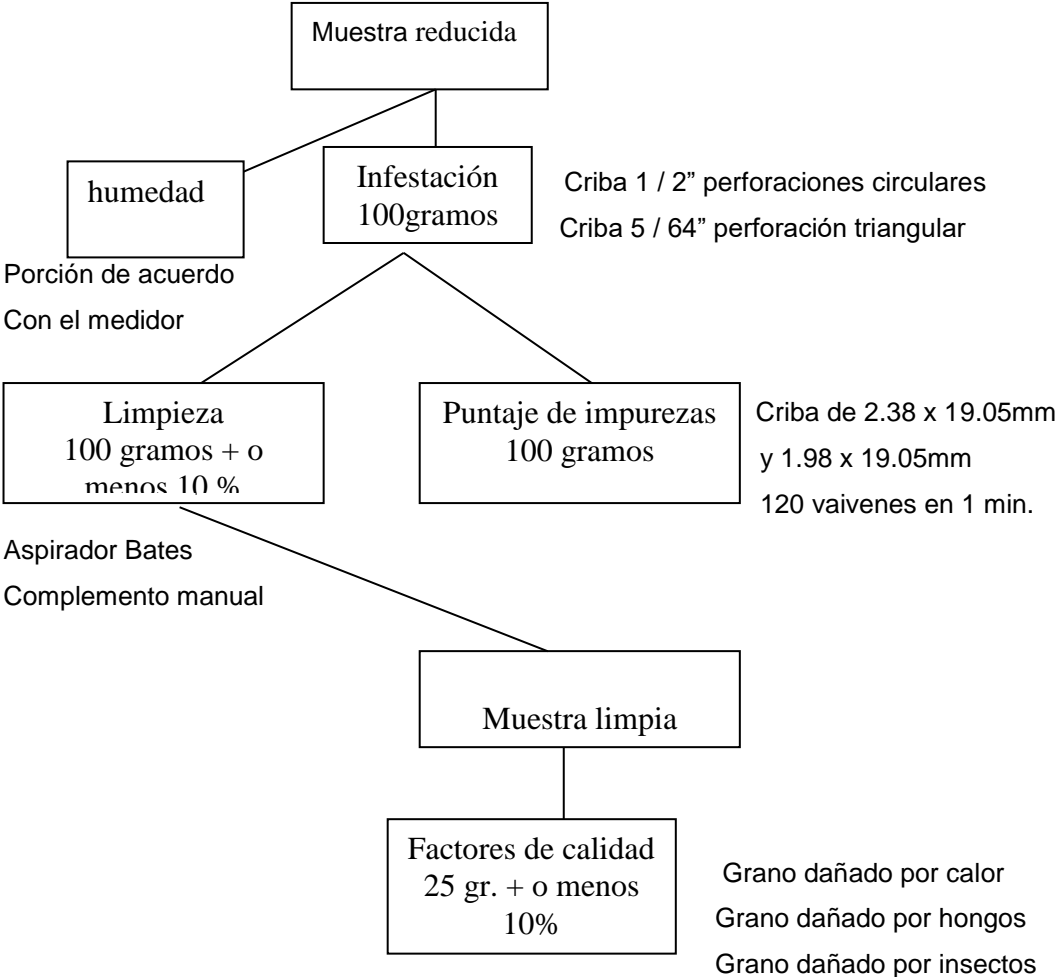 Muestra reducida
humedad
Infestación
100gramos
Criba 1 / 2” perforaciones circulares
Criba 5 / 64” perforación triangular
Porción de acuerdo
Con el medidor
Limpieza
100 gramos + o
menos 10 %
Puntaje de impurezas
100 gramos
Criba de 2.38 x 19.05mm
y 1.98 x 19.05mm
120 vaivenes en 1 min.
Aspirador Bates
Complemento manual
Muestra limpia
Factores de calidad
25 gr. + o menos
10%
Grano dañado por calor
Grano dañado por hongos
Grano dañado por insectos